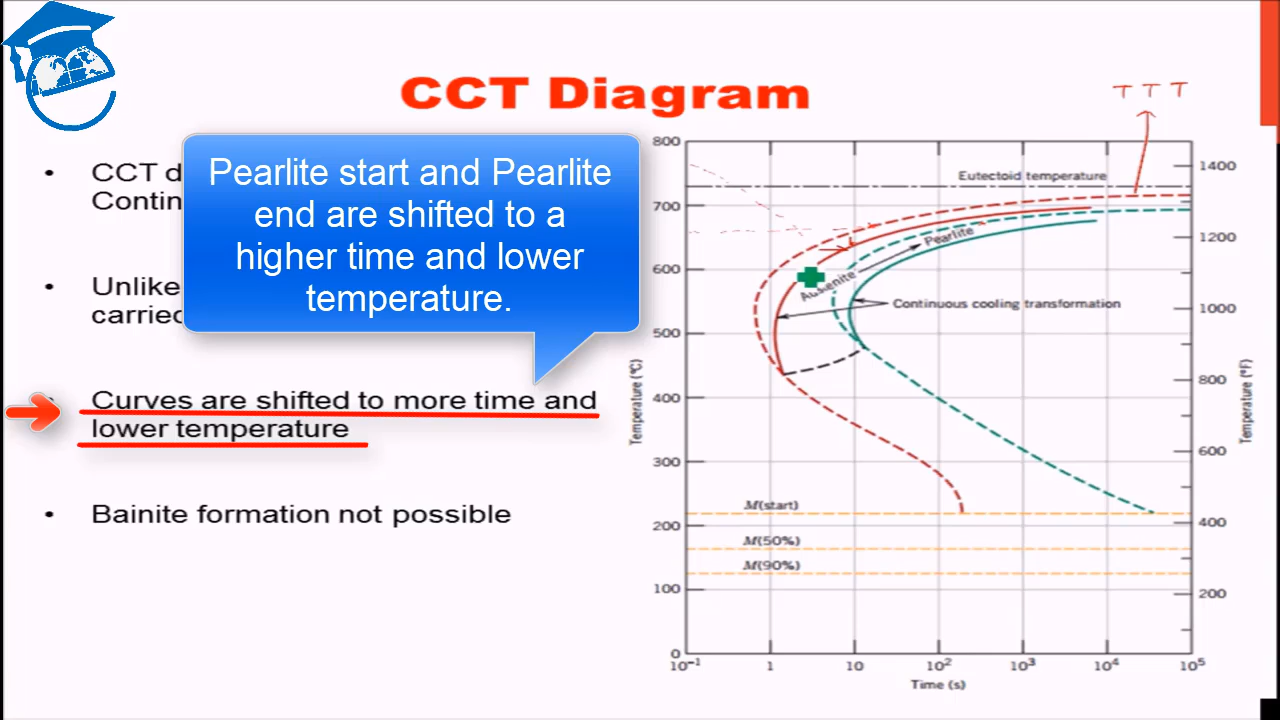 CCT Diagram
T T T
CCT d
Contin
Pearlite start and Pearlite
end are shifted to a
higher time and lower
temperature.
Unlike
carried
Curves are shifted to more time and
lower temperature
Bainite formation not possible
800
700
600
500
400
300
200
100
0
Temperature (°C)
1400
1200
1000
800
600
400
200
Temperature (°F)
Eutectoid temperature
Pearlite
Austenite
Continuous cooling transformation
M(start)
M(50%)
M(90%)
10⁻¹ 1 10 10² 10³ 10⁴ 10⁵
Time (s)